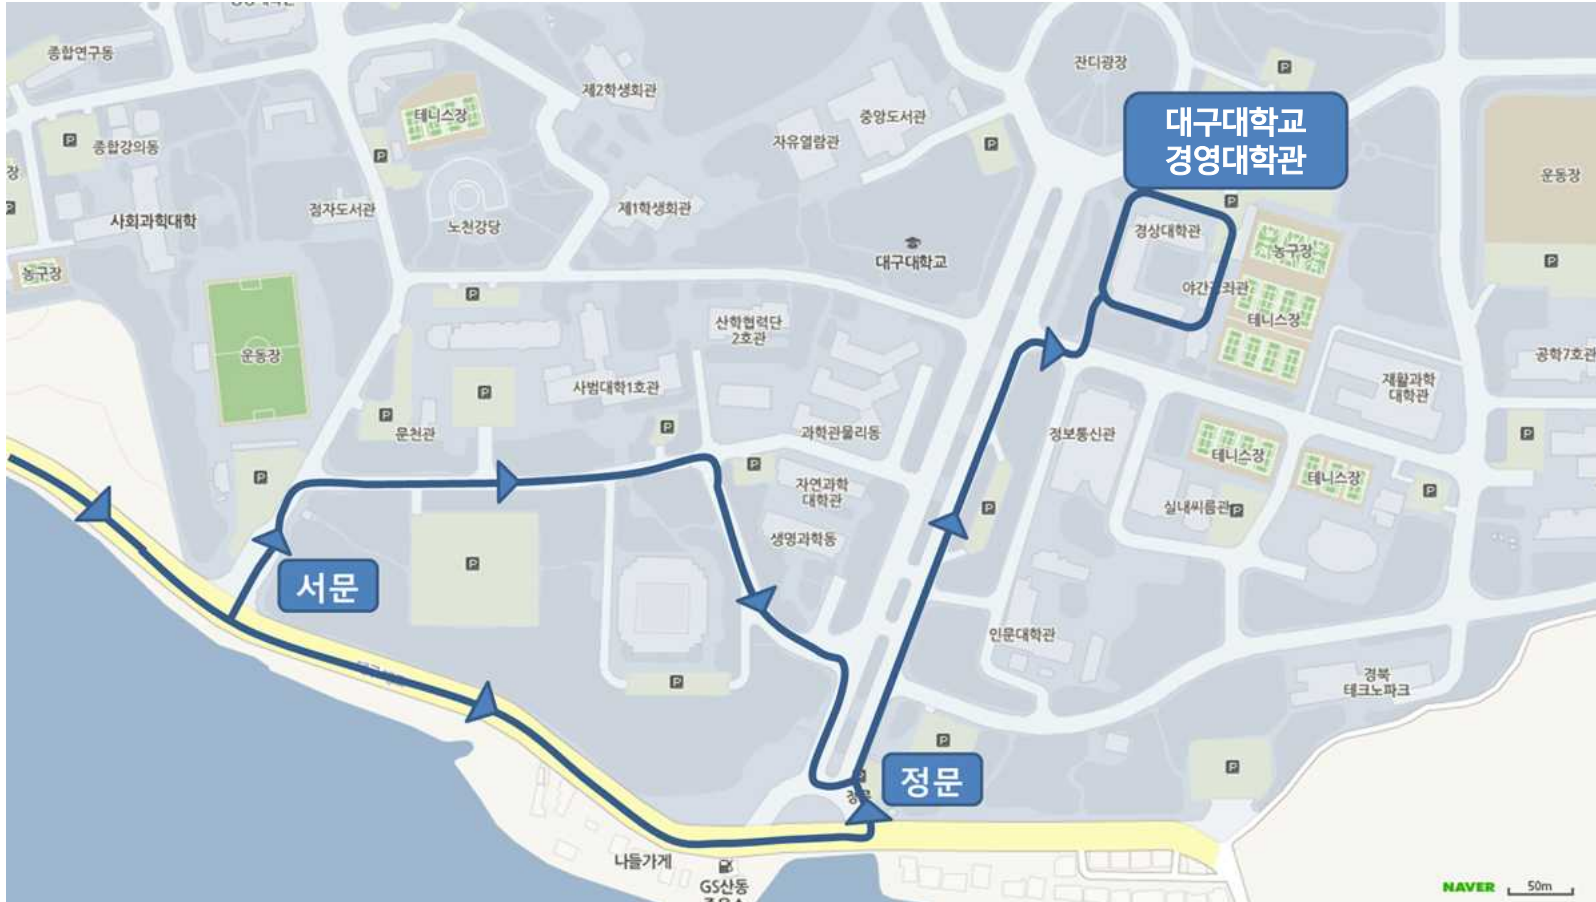 종합연구동
제2학생회관
잔디광장
테니스장
중앙도서관
대구대학교
경영대학관
종합강의동
자유열람관
운동장
장
점자도서관
제1학생회관
사회과학대학
노천강당
경상대학관
농구장
대구대학교
농구장
야간강좌관
산학협력단
2호관
테니스장
운동장
공학7호관
사범대학1호관
재활과학
대학관
문천관
과학관물리동
정보통신관
테니스장
테니스장
자연과학
대학관
실내씨름관
생명과학동
서문
인문대학관
경북
테크노파크
정문
나들가게
GS산동
NAVER
50m